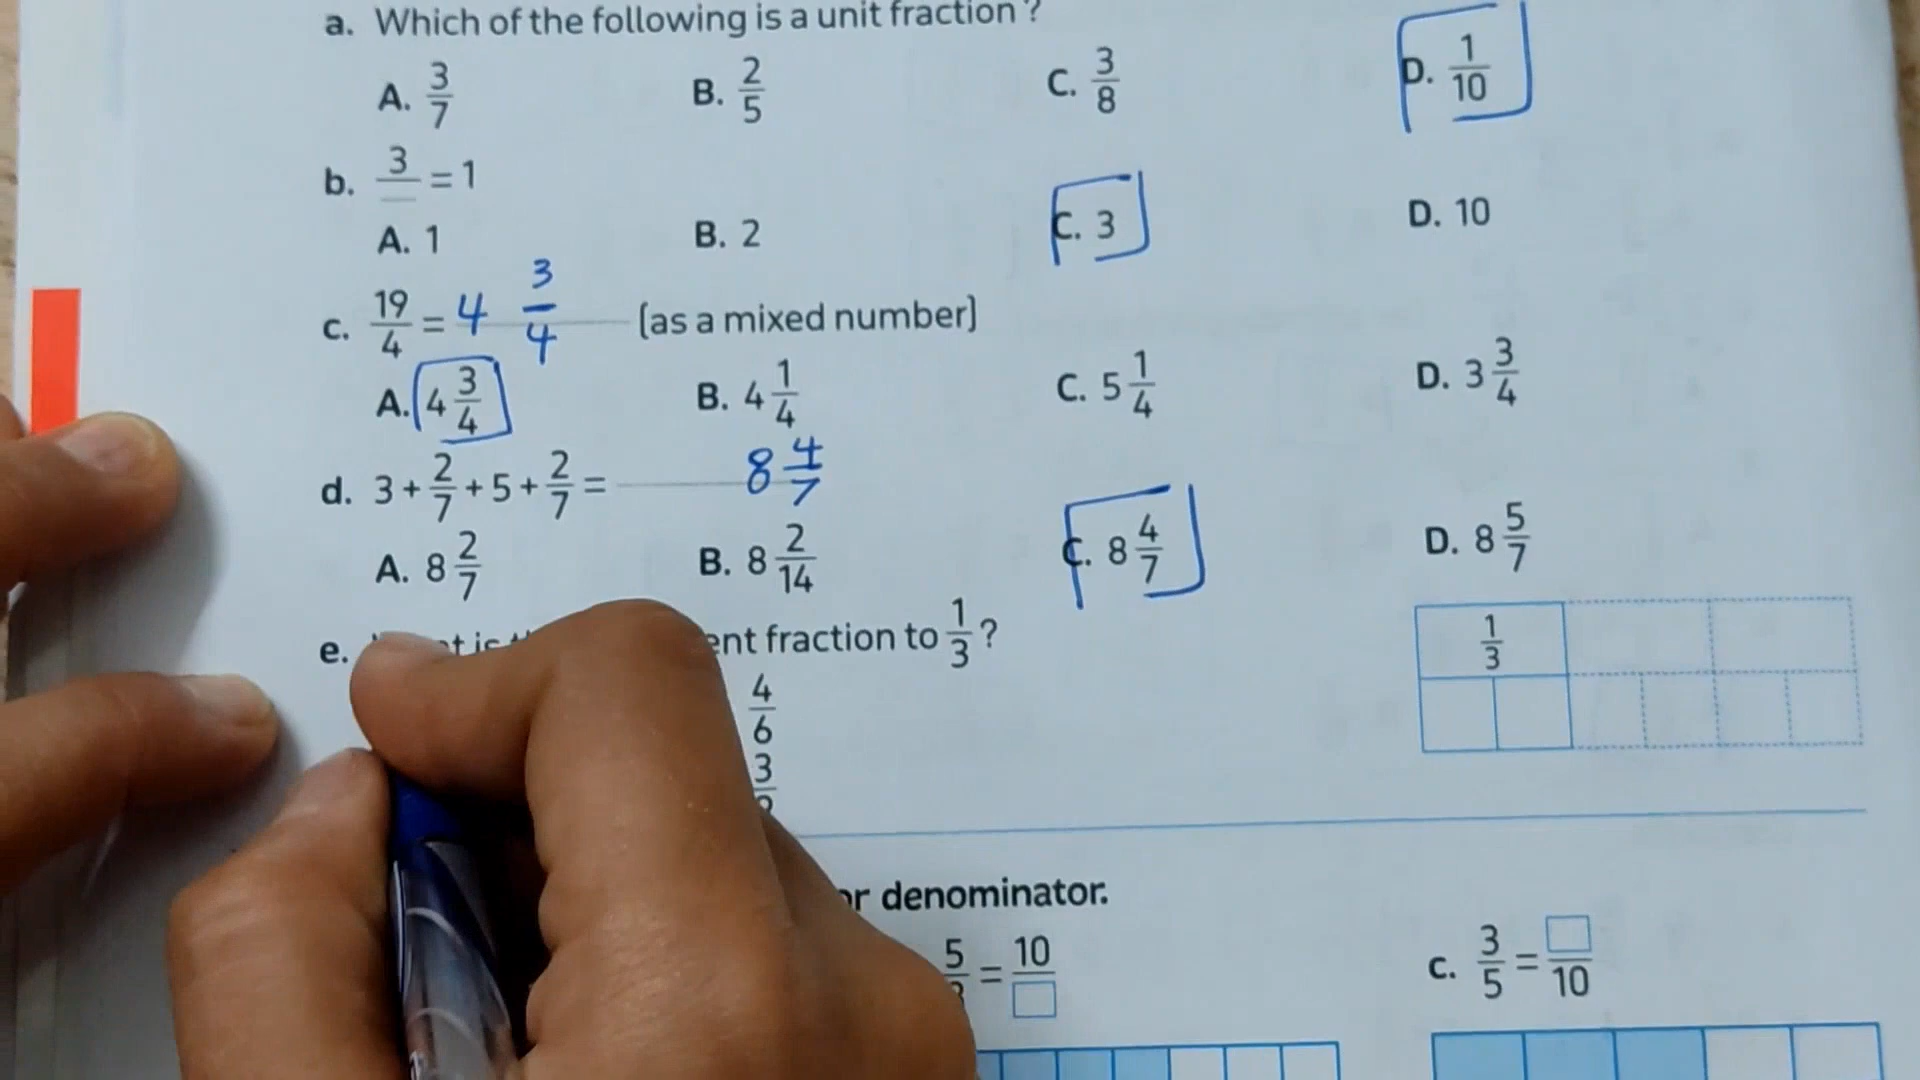 a. Which of the following is a unit fraction?
A. 3/7 B. 2/5 C. 3/8 D. 1/10
b. 3/__ = 1
A. 1 B. 2 C. 3 D. 10
c. 19/4 = 4 3/4 (as a mixed number)
A. 4 3/4 B. 4 1/4 C. 5 1/4 D. 3 3/4
d. 3 + 2/7 + 5 + 2/7 = 8 4/7
A. 8 2/7 B. 8 2/14 C. 8 4/7 D. 8 5/7
e. fraction to 1/3?
1/3
4/6
denominator.
= 10/□
c. 3/5 = □/10